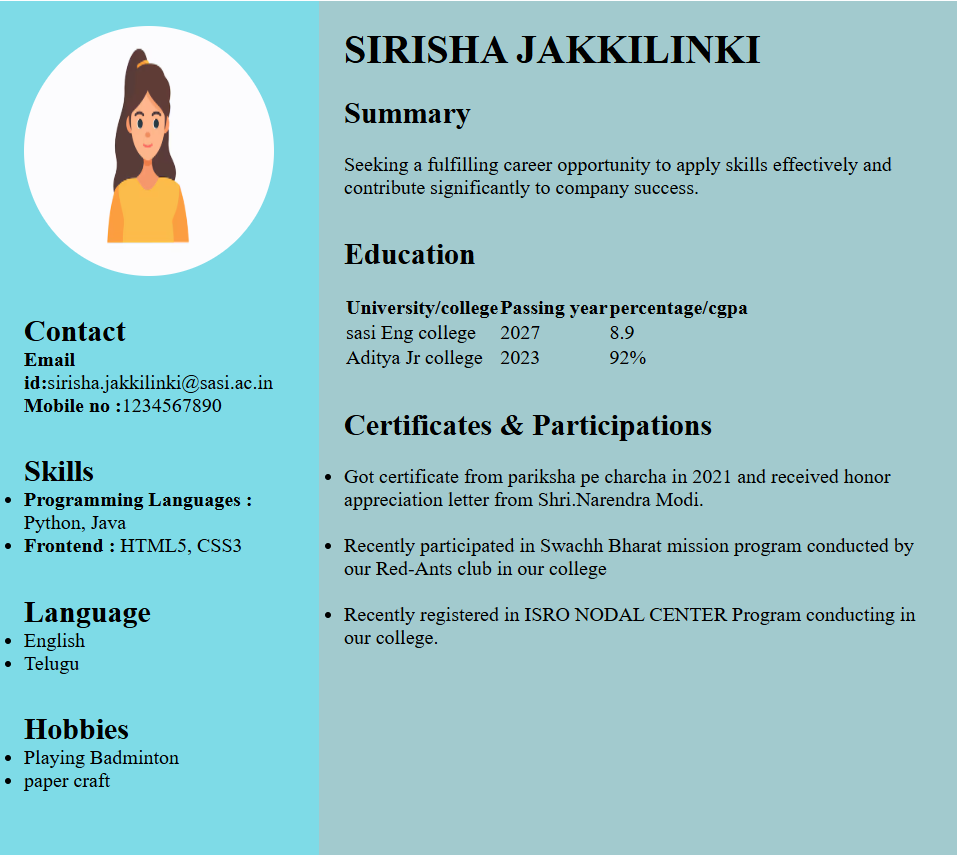 SIRISHA JAKKILINKI
Summary
Seeking a fulfilling career opportunity to apply skills effectively and
contribute significantly to company success.
Education
University/college Passing year percentage/cgpa
sasi Eng college 2027 8.9
Aditya Jr college 2023 92%
Certificates & Participations
• Got certificate from pariksha pe charcha in 2021 and received honor
appreciation letter from Shri.Narendra Modi.
• Recently participated in Swachh Bharat mission program conducted by
our Red-Ants club in our college
• Recently registered in ISRO NODAL CENTER Program conducting in
our college.
Contact
Email
id:sirisha.jakkilinki@sasi.ac.in
Mobile no :1234567890
Skills
• Programming Languages :
Python, Java
• Frontend : HTML5, CSS3
Language
• English
• Telugu
Hobbies
• Playing Badminton
• paper craft